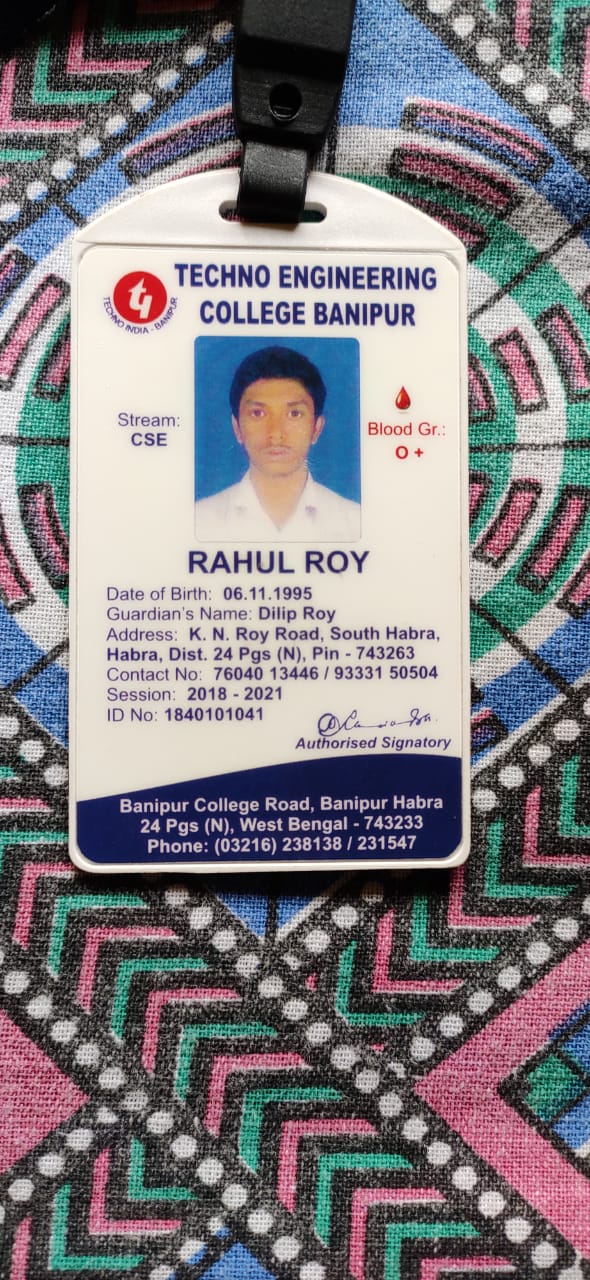 TECHNO ENGINEERING
COLLEGE BANIPUR
TECHNO INDIA - BANIPUR
Stream:
CSE
Blood Gr.:
O +
RAHUL ROY
Date of Birth: 06.11.1995
Guardian's Name: Dilip Roy
Address: K. N. Roy Road, South Habra,
Habra, Dist. 24 Pgs (N), Pin - 743263
Contact No: 76040 13446 / 93331 50504
Session: 2018 - 2021
ID No: 1840101041
Authorised Signatory
Banipur College Road, Banipur Habra
24 Pgs (N), West Bengal - 743233
Phone: (03216) 238138 / 231547